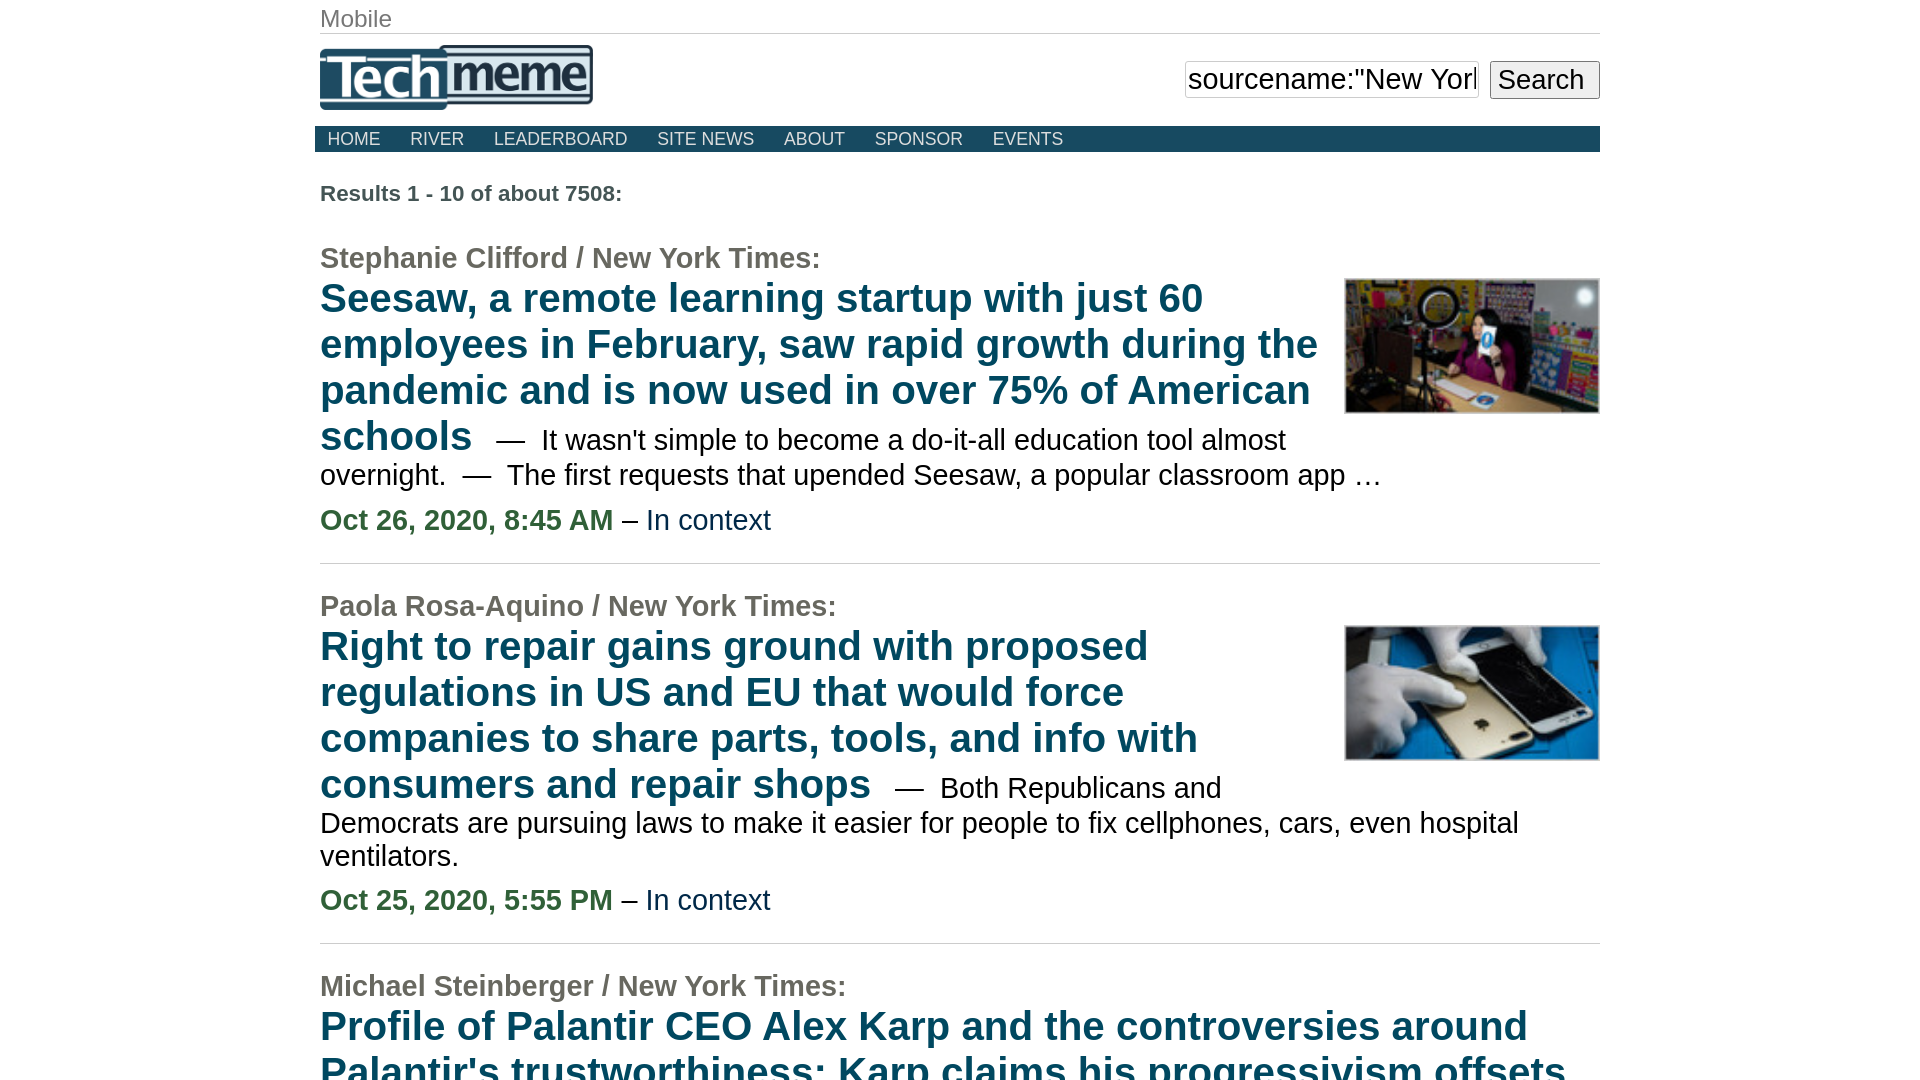 Mobile
Techmeme
sourcename:"New Yor
Search
HOME RIVER LEADERBOARD SITE NEWS ABOUT SPONSOR EVENTS
Results 1 - 10 of about 7508:
Stephanie Clifford / New York Times:
Seesaw, a remote learning startup with just 60
employees in February, saw rapid growth during the
pandemic and is now used in over 75% of American
schools — It wasn't simple to become a do-it-all education tool almost
overnight. — The first requests that upended Seesaw, a popular classroom app …
Oct 26, 2020, 8:45 AM – In context
Paola Rosa-Aquino / New York Times:
Right to repair gains ground with proposed
regulations in US and EU that would force
companies to share parts, tools, and info with
consumers and repair shops — Both Republicans and
Democrats are pursuing laws to make it easier for people to fix cellphones, cars, even hospital
ventilators.
Oct 25, 2020, 5:55 PM – In context
Michael Steinberger / New York Times:
Profile of Palantir CEO Alex Karp and the controversies around
Palantir's trustworthiness; Karp claims his progressivism offsets